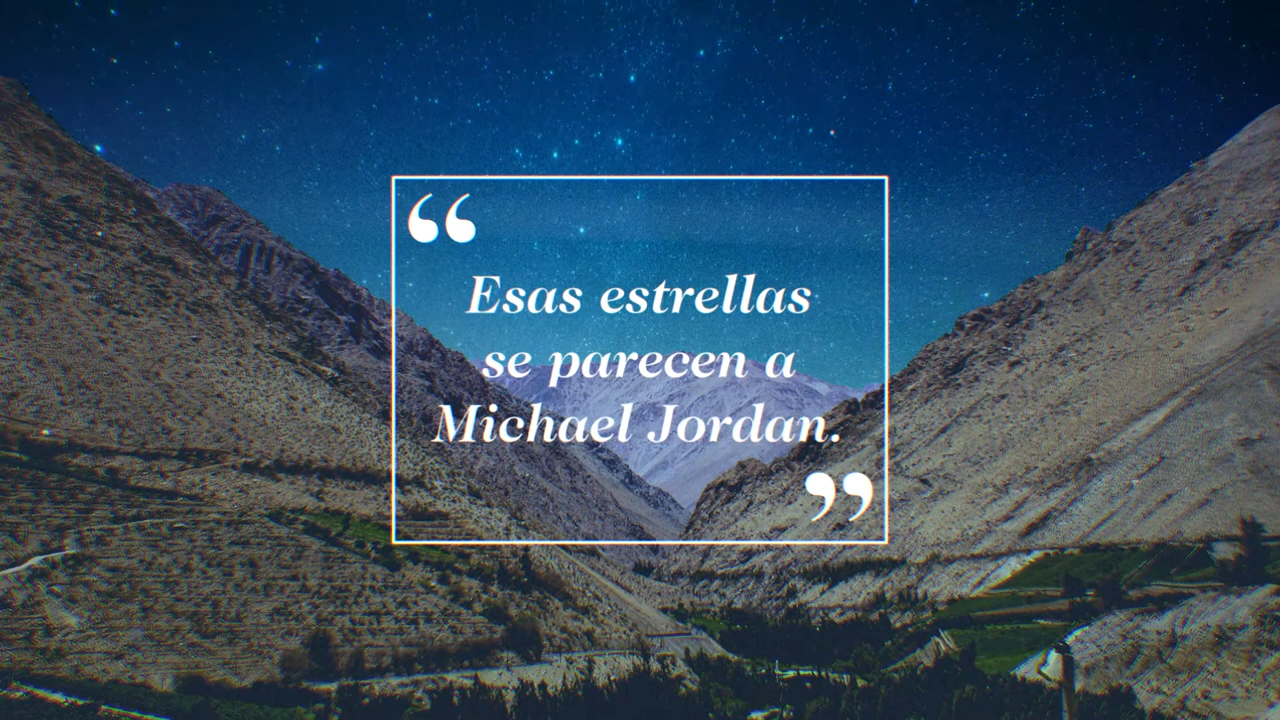 “
Esas estrellas
se parecen a
Michael Jordan.
”